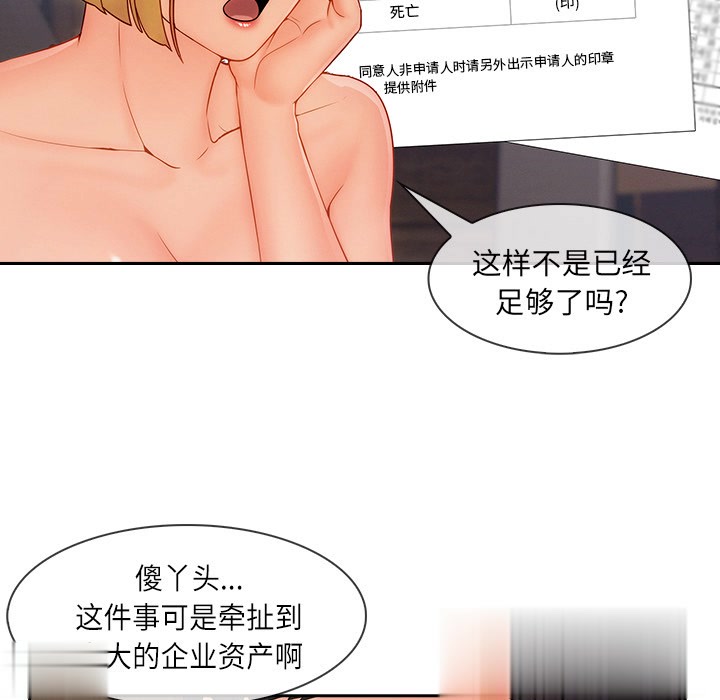 死亡
(印)
同意人非申请人时请另外出示申请人的印章
提供附件
这样不是已经
足够了吗?
傻丫头...
这件事可是牵扯到
大的企业资产啊